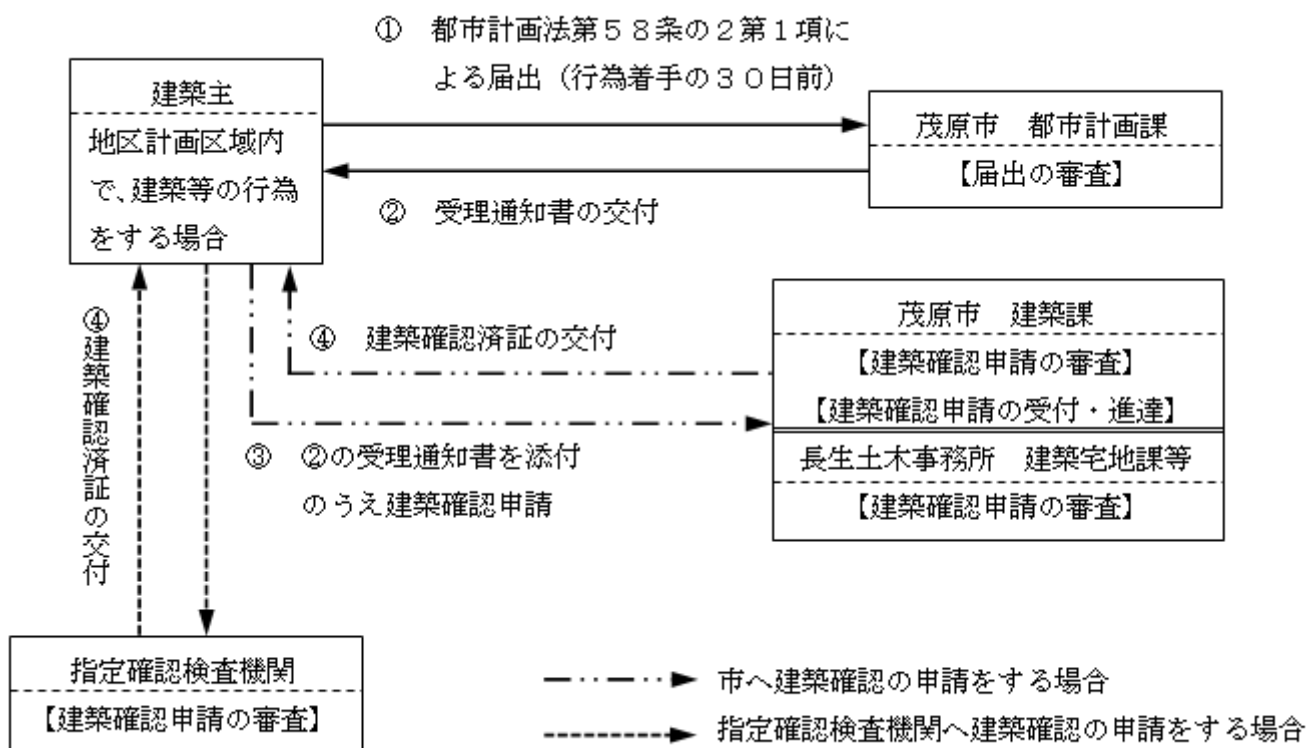 ① 都市計画法第５８条の２第１項に
よる届出（行為着手の３０日前）
建築主
地区計画区域内
で、建築等の行為
をする場合
茂原市 都市計画課
【届出の審査】
② 受理通知書の交付
茂原市 建築課
【建築確認申請の審査】
【建築確認申請の受付・進達】
長生土木事務所 建築宅地課等
【建築確認申請の審査】
④ 建築確認済証の交付
③ ②の受理通知書を添付
のうえ建築確認申請
④建築確認済証の交付
指定確認検査機関
【建築確認申請の審査】
市へ建築確認の申請をする場合
指定確認検査機関へ建築確認の申請をする場合